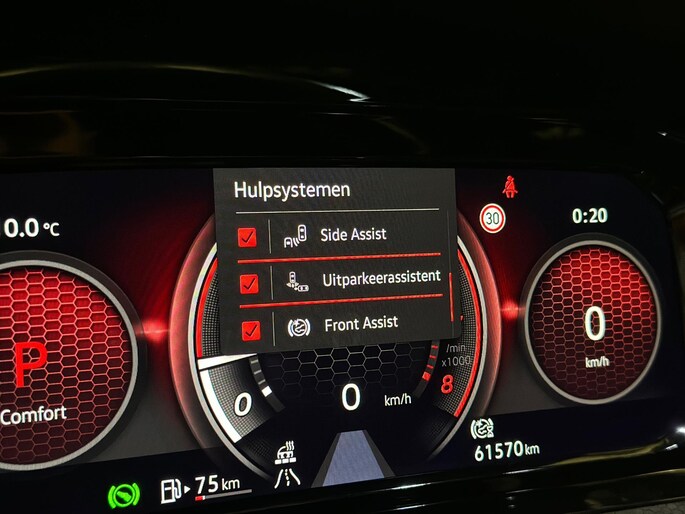 Hulpsystemen
Side Assist
Uitparkeerassistent
Front Assist
30
0:20
0.0 °C
P
Comfort
0
0 km/h
/min
x1000
8
0
km/h
75 km
61570 km